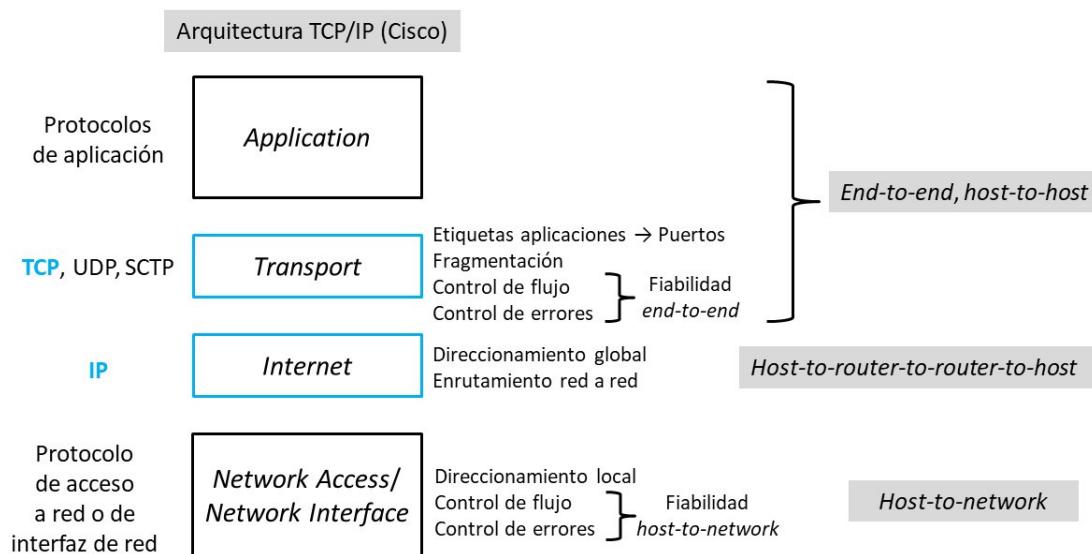 Arquitectura TCP/IP (Cisco)
Protocolos
de aplicación
Application
End-to-end, host-to-host
TCP, UDP, SCTP
Transport
Etiquetas aplicaciones → Puertos
Fragmentación
Control de flujo
Control de errores
Fiabilidad
end-to-end
IP
Internet
Direccionamiento global
Enrutamiento red a red
Host-to-router-to-router-to-host
Protocolo
de acceso
a red o de
interfaz de red
Network Access/
Network Interface
Direccionamiento local
Control de flujo
Control de errores
Fiabilidad
host-to-network
Host-to-network